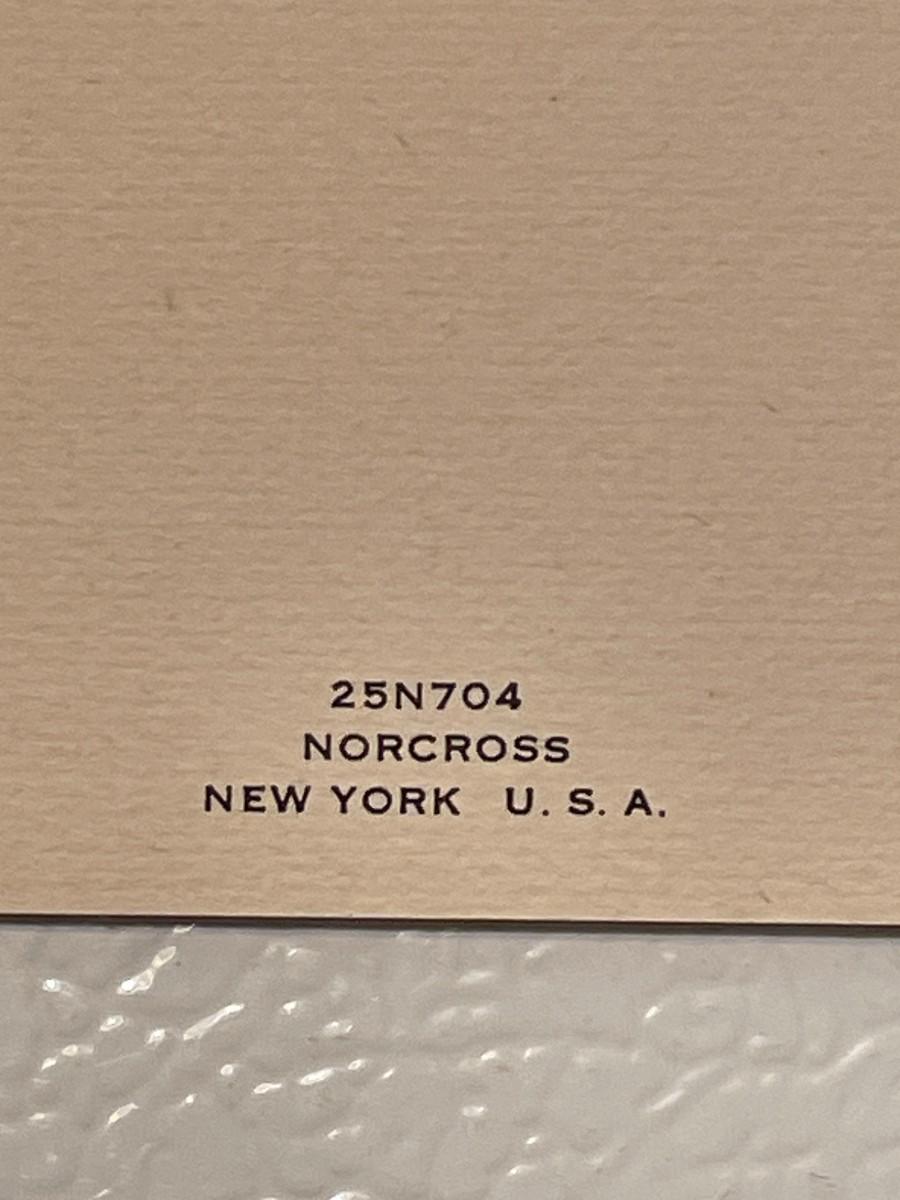 25N704
NORCROSS
NEW YORK U. S. A.